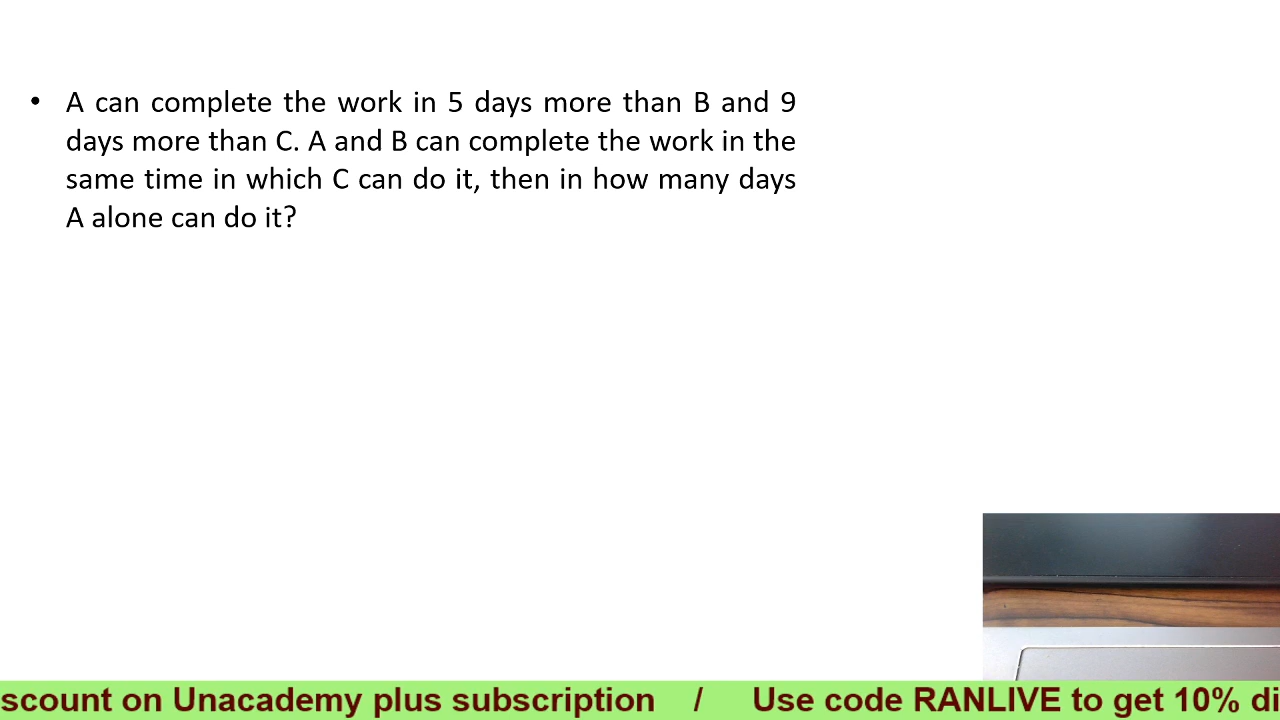 • A can complete the work in 5 days more than B and 9
days more than C. A and B can complete the work in the
same time in which C can do it, then in how many days
A alone can do it?
scount on Unacademy plus subscription / Use code RANLIVE to get 10% di